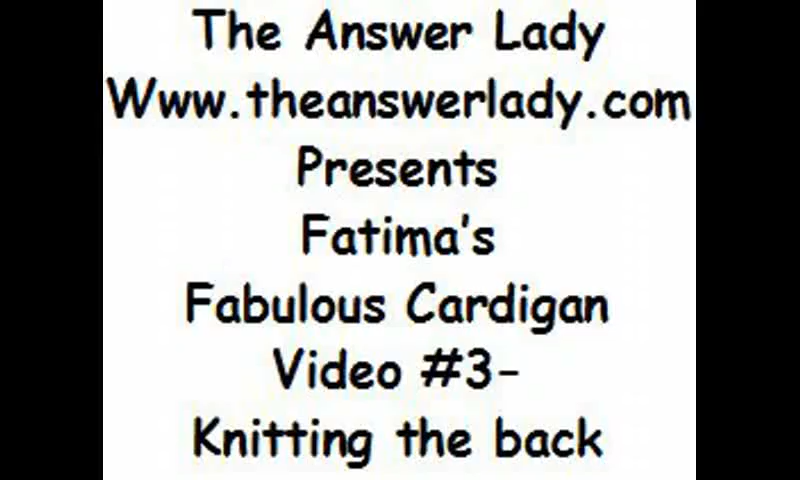 The Answer Lady
Www.theanswerlady.com
Presents
Fatima's
Fabulous Cardigan
Video #3-
Knitting the back